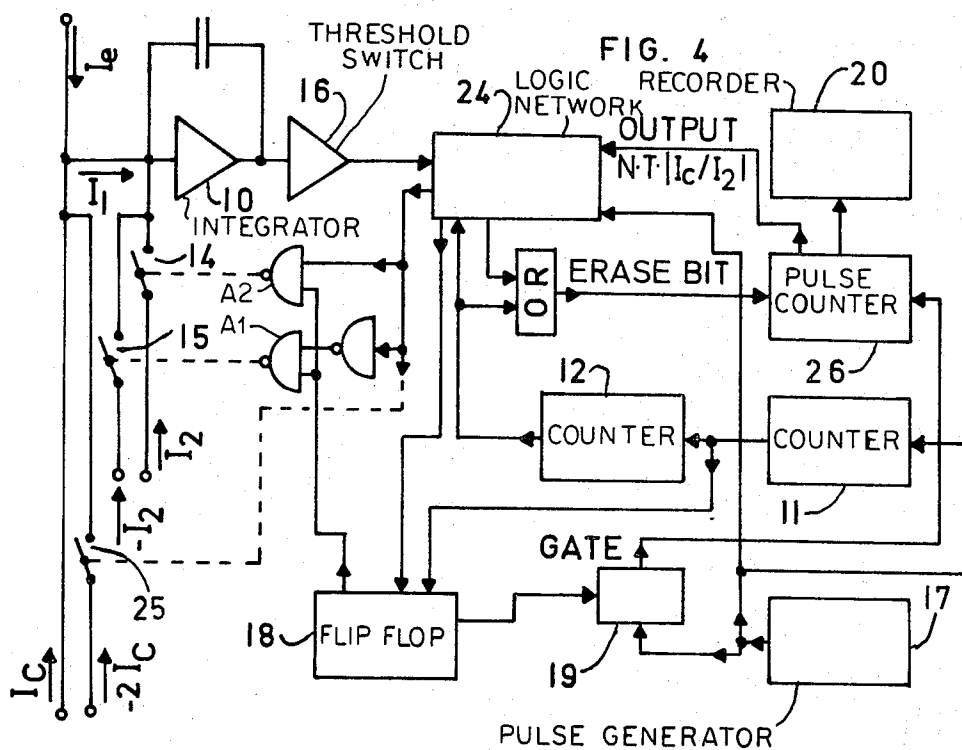 FIG. 4
Ie
THRESHOLD
SWITCH
16
24
LOGIC
NETWORK
RECORDER
20
OUTPUT
N·T·|Ic/I2|
I1
10
INTEGRATOR
14
A2
OR
ERASE BIT
PULSE
COUNTER
26
15
A1
12
COUNTER
COUNTER
11
I2
-I2
25
GATE
18
FLIP FLOP
19
17
Ic
-2Ic
PULSE GENERATOR